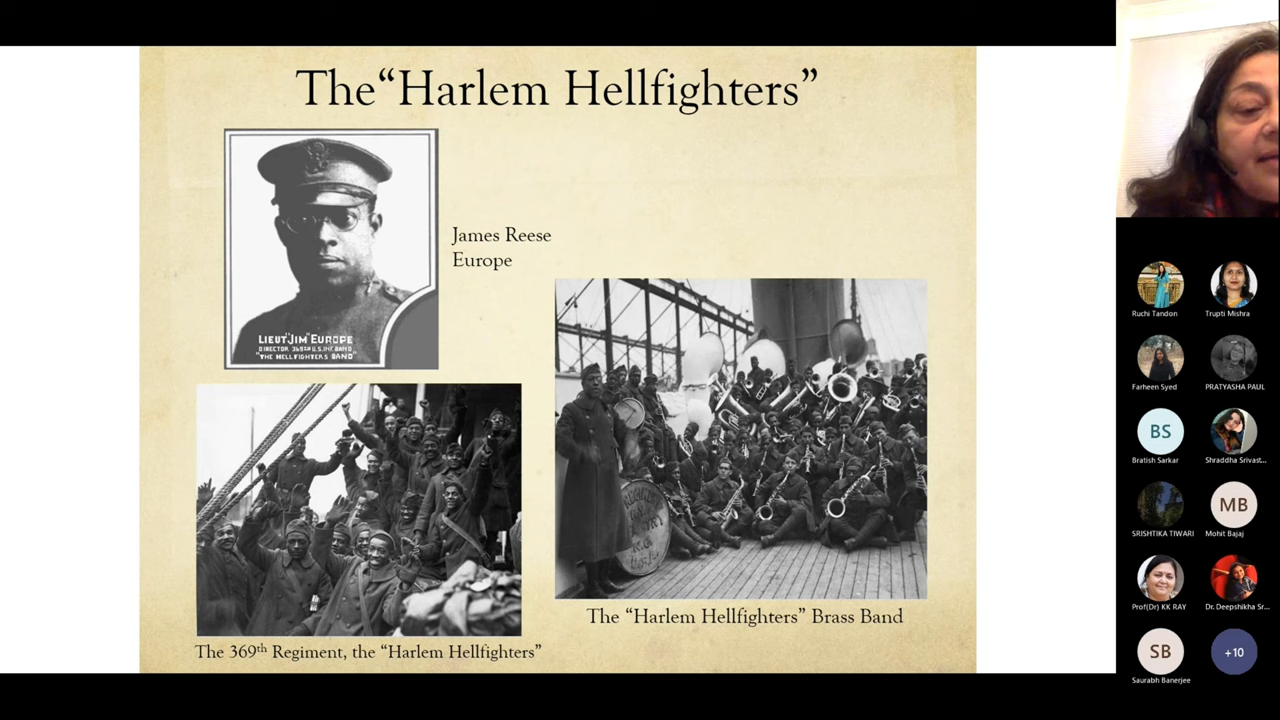 The“Harlem Hellfighters”
James Reese
Europe
LIEUT "JIM" EUROPE
DIRECTOR 369TH U.S. INF. BAND
"THE HELLFIGHTERS BAND"
The 369th Regiment, the “Harlem Hellfighters”
The “Harlem Hellfighters” Brass Band
Ruchi Tandon
Trupti Mishra
Farheen Syed
PRATYASHA PAUL
BS
Bratish Sarkar
Shraddha Srivast...
SRISHTIKA TIWARI
MB
Mohit Bajaj
Prof(Dr) KK RAY
Dr. Deepshikha Sr...
SB
Saurabh Banerjee
+10